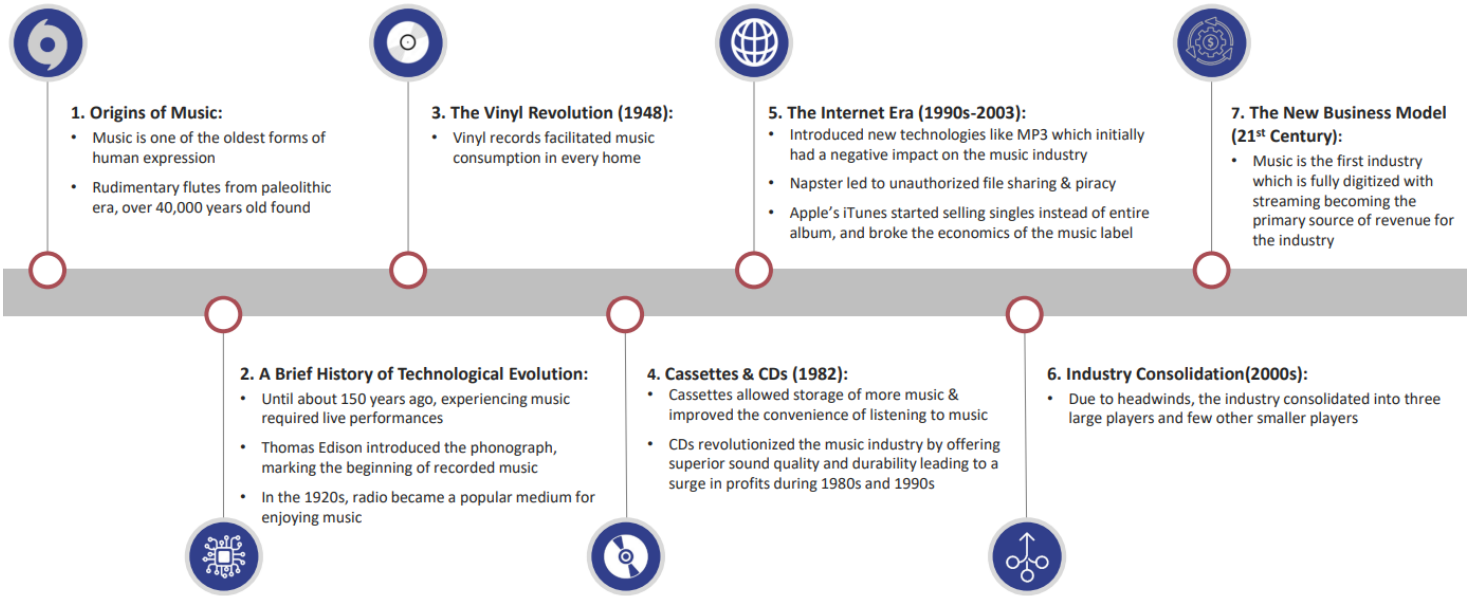 1. Origins of Music:
• Music is one of the oldest forms of
human expression
• Rudimentary flutes from paleolithic
era, over 40,000 years old found
2. A Brief History of Technological Evolution:
• Until about 150 years ago, experiencing music
required live performances
• Thomas Edison introduced the phonograph,
marking the beginning of recorded music
• In the 1920s, radio became a popular medium for
enjoying music
3. The Vinyl Revolution (1948):
• Vinyl records facilitated music
consumption in every home
4. Cassettes & CDs (1982):
• Cassettes allowed storage of more music &
improved the convenience of listening to music
• CDs revolutionized the music industry by offering
superior sound quality and durability leading to a
surge in profits during 1980s and 1990s
5. The Internet Era (1990s-2003):
• Introduced new technologies like MP3 which initially
had a negative impact on the music industry
• Napster led to unauthorized file sharing & piracy
• Apple's iTunes started selling singles instead of entire
album, and broke the economics of the music label
6. Industry Consolidation(2000s):
• Due to headwinds, the industry consolidated into three
large players and few other smaller players
7. The New Business Model
(21st Century):
• Music is the first industry
which is fully digitized with
streaming becoming the
primary source of revenue for
the industry
$